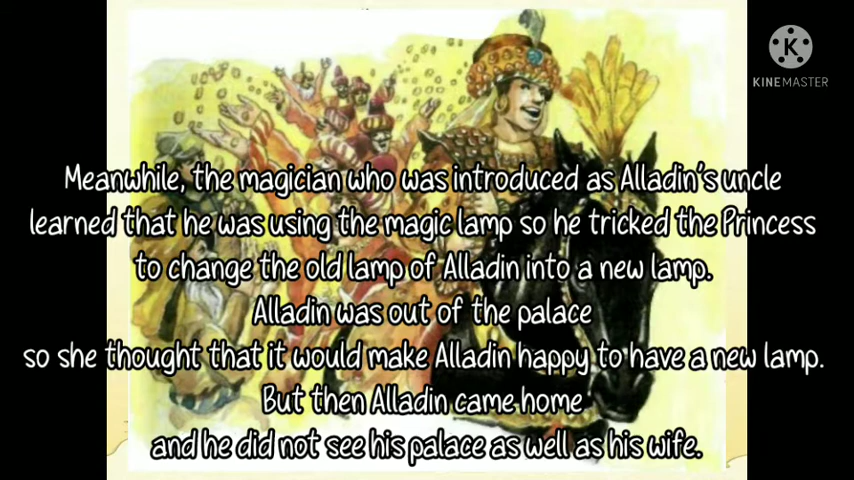 K
KINEMASTER
Meanwhile, the magician who was introduced as Alladin's uncle
learned that he was using the magic lamp so he tricked the Princess
to change the old lamp of Alladin into a new lamp.
Alladin was out of the palace
so she thought that it would make Alladin happy to have a new lamp.
But then Alladin came home
and he did not see his palace as well as his wife.